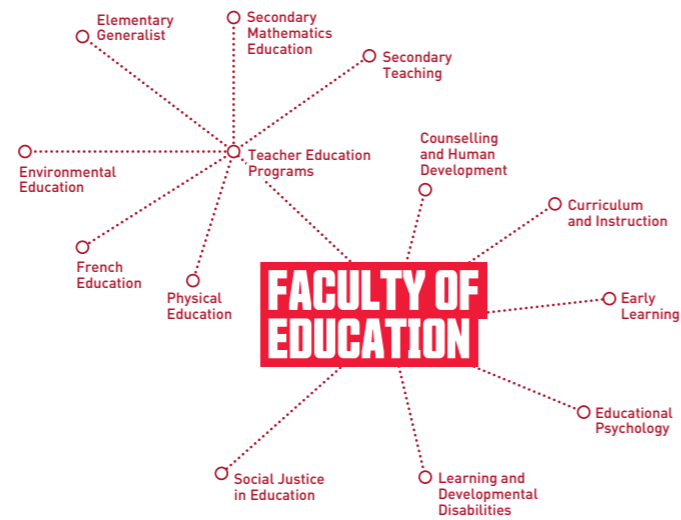 Elementary
Generalist
Secondary
Mathematics
Education
Secondary
Teaching
Environmental
Education
Teacher Education
Programs
French
Education
Physical
Education
Counselling
and Human
Development
Curriculum
and Instruction
FACULTY OF
EDUCATION
Early
Learning
Educational
Psychology
Social Justice
in Education
Learning and
Developmental
Disabilities